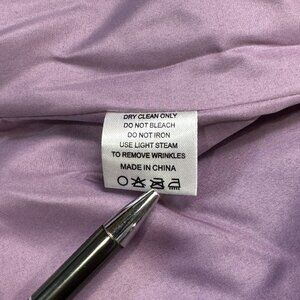 DRY CLEAN ONLY
DO NOT BLEACH
DO NOT IRON
USE LIGHT STEAM
TO REMOVE WRINKLES
MADE IN CHINA